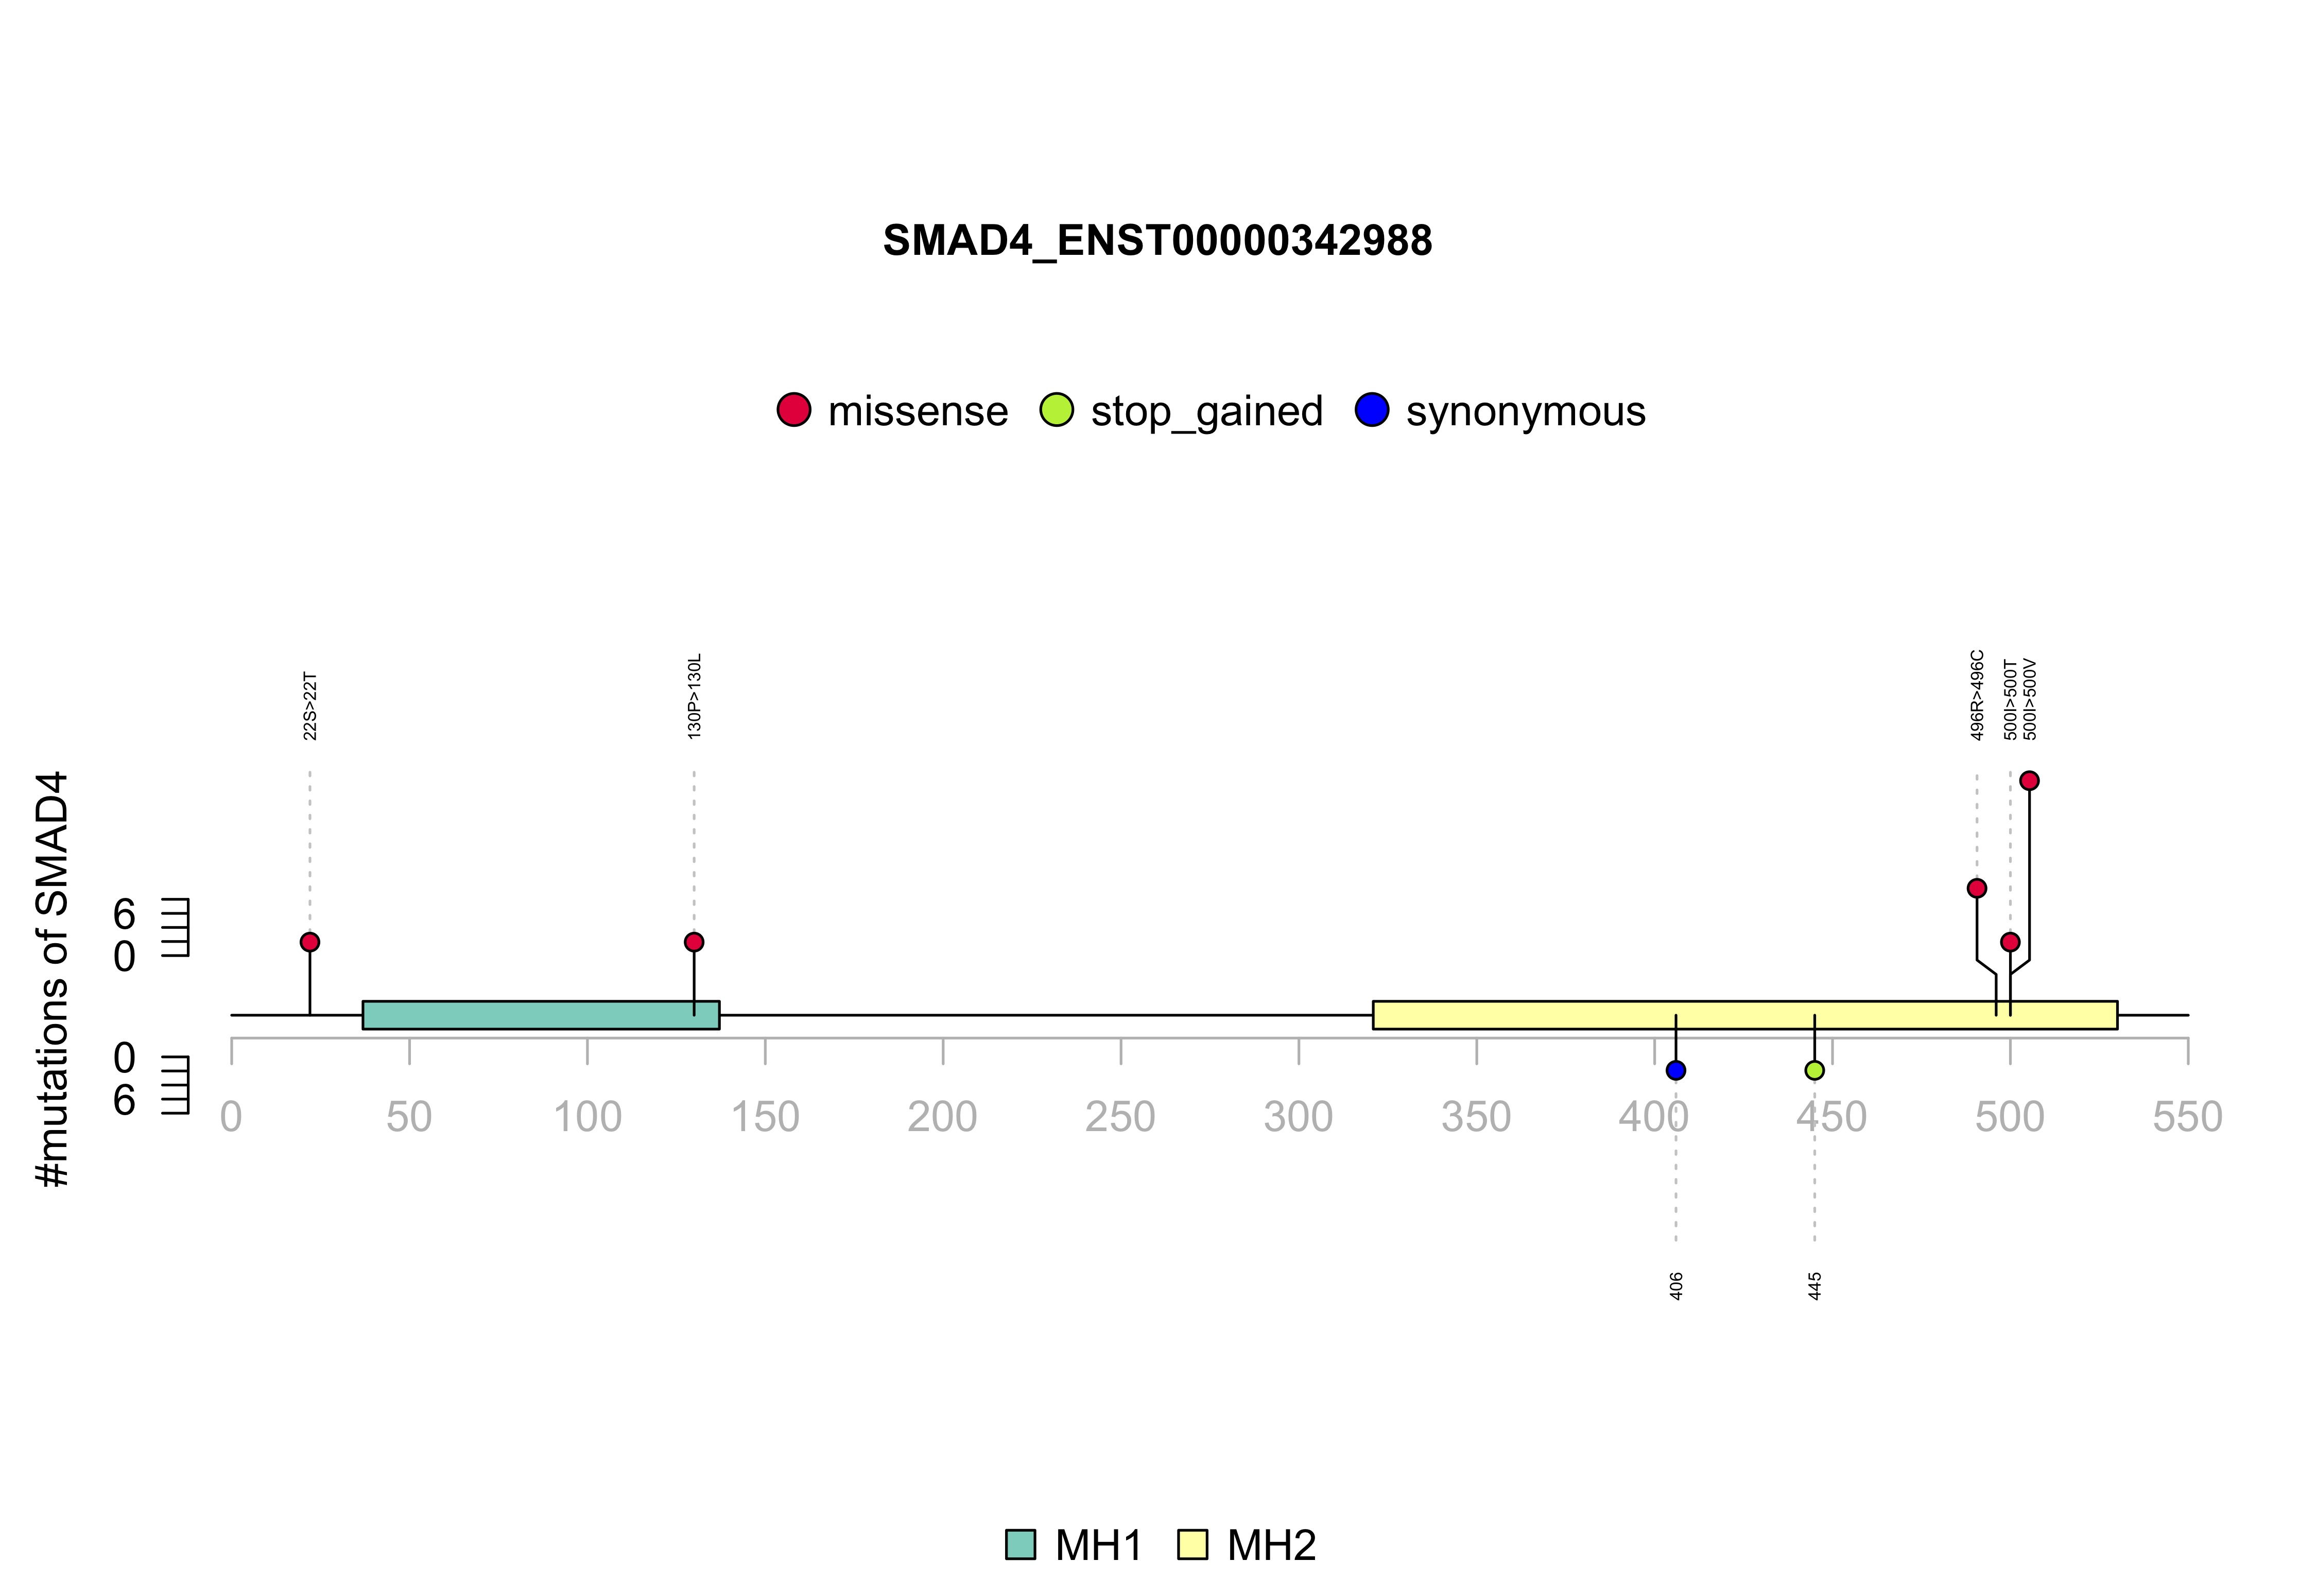 SMAD4_ENST00000342988
missense stop_gained synonymous
22S>22T
130P>130L
496R>496C
500I>500T
500I>500V
#mutations of SMAD4
6
0
0
6
0 50 100 150 200 250 300 350 400 450 500 550
406
445
MH1 MH2